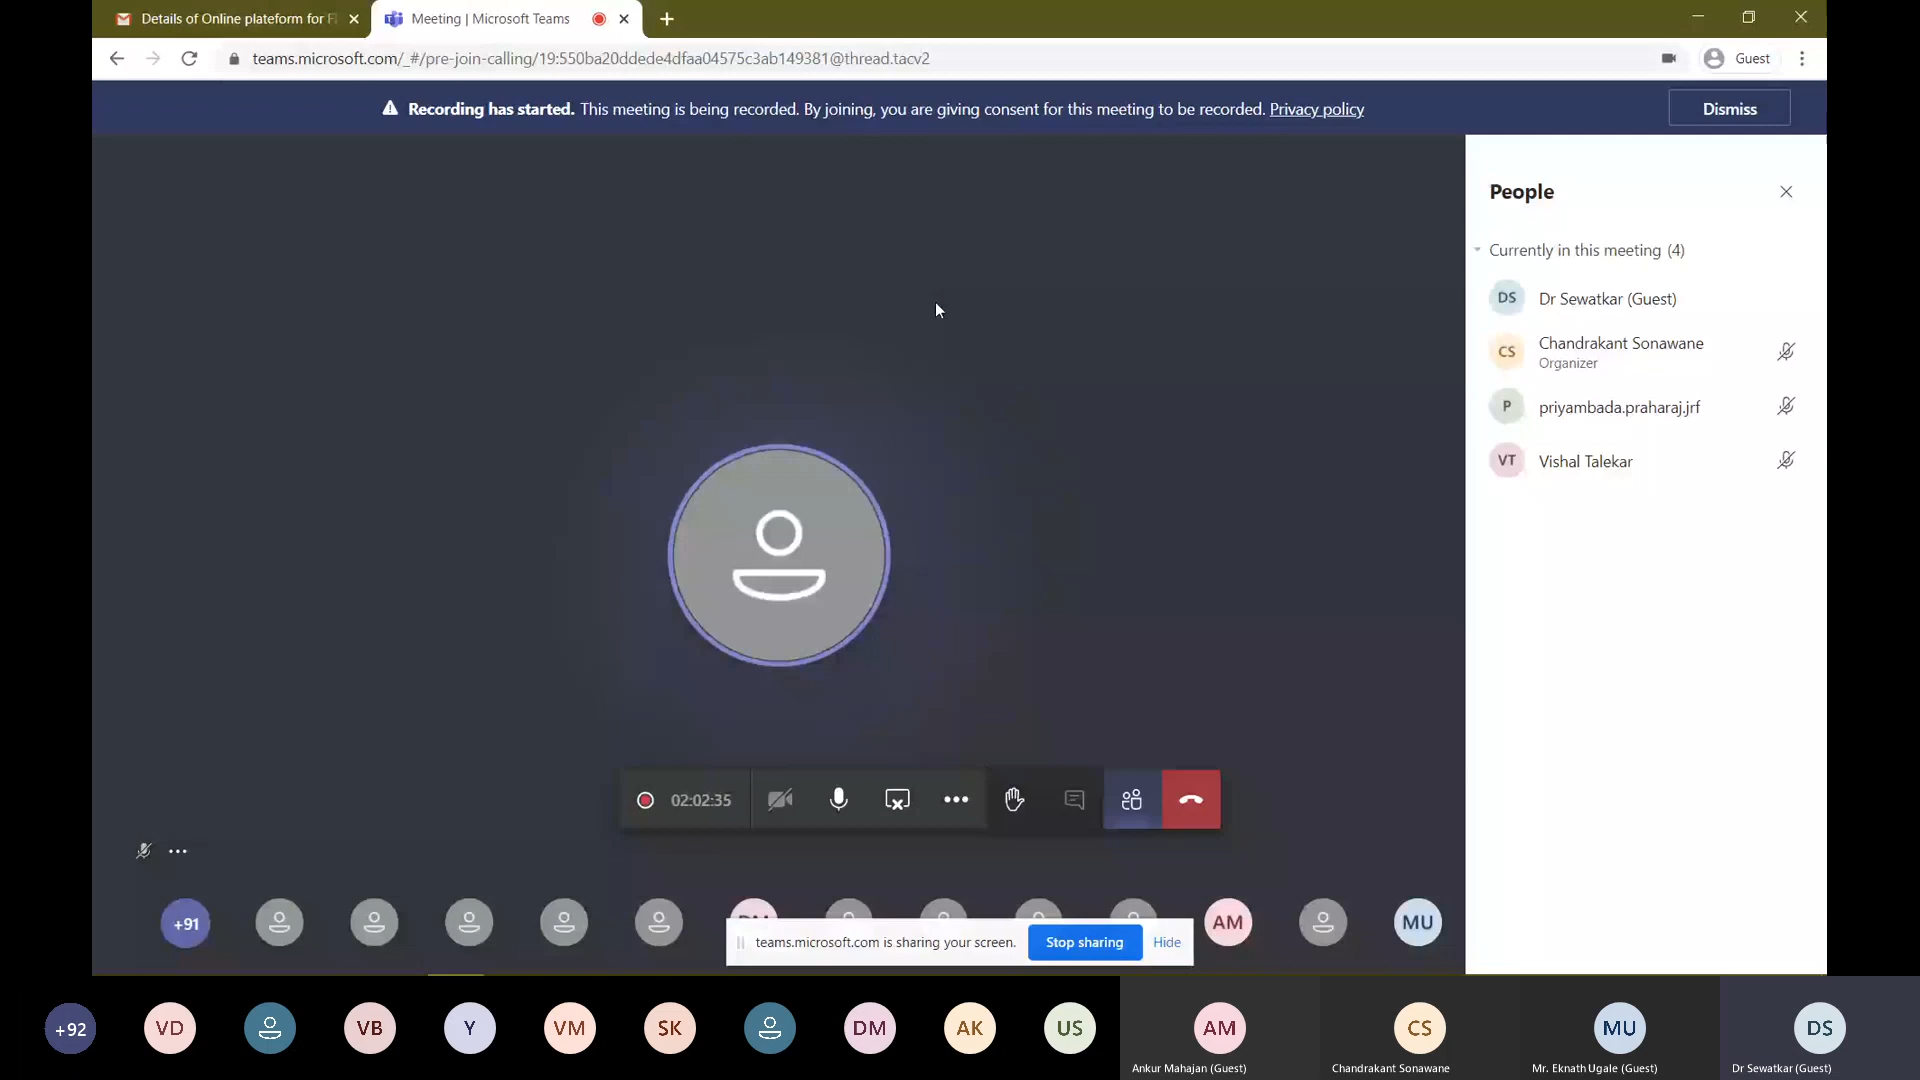 Details of Online plateform for F
Meeting | Microsoft Teams
teams.microsoft.com/_#/pre-join-calling/19:550ba20ddede4dfaa04575c3ab149381@thread.tacv2
Guest
Recording has started. This meeting is being recorded. By joining, you are giving consent for this meeting to be recorded. Privacy policy
Dismiss
People
Currently in this meeting (4)
DS Dr Sewatkar (Guest)
CS Chandrakant Sonawane
Organizer
P priyambada.praharaj.jrf
VT Vishal Talekar
02:02:35
+91 DM AM MU
teams.microsoft.com is sharing your screen. Stop sharing Hide
+92 VD VB Y VM SK DM AK US AM CS MU DS
Ankur Mahajan (Guest) Chandrakant Sonawane Mr. Eknath Ugale (Guest) Dr Sewatkar (Guest)